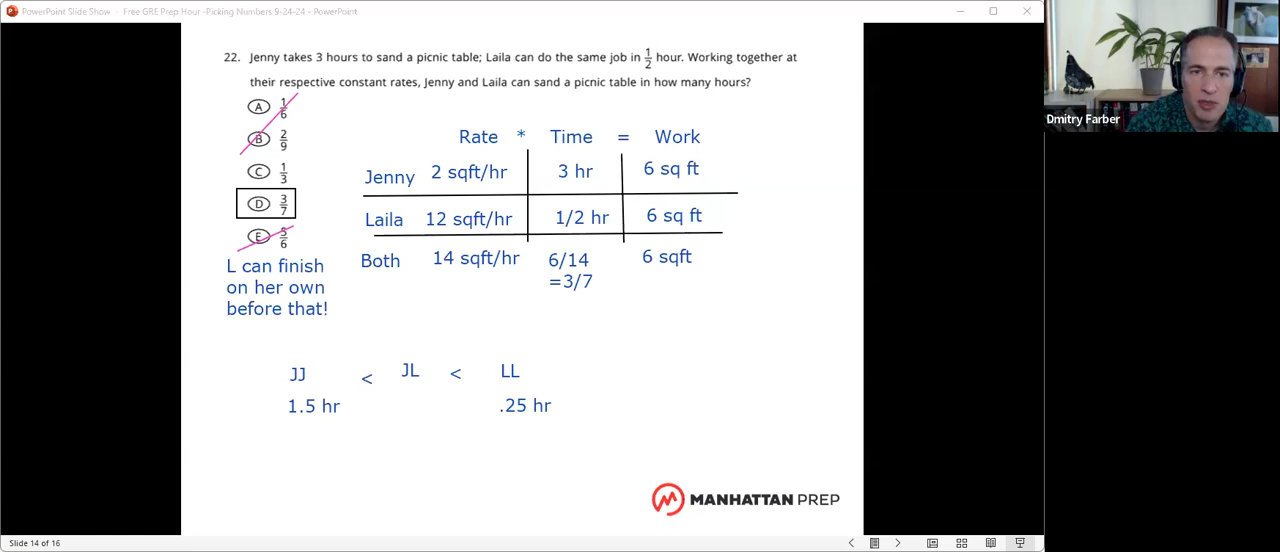 PowerPoint Slide Show - Free GRE Prep Hour -Picking Numbers 9-24-24 - PowerPoint
22. Jenny takes 3 hours to sand a picnic table; Laila can do the same job in 1/2 hour. Working together at
their respective constant rates, Jenny and Laila can sand a picnic table in how many hours?
A 1/6
B 2/9
C 1/3
D 3/7
E 5/6
L can finish
on her own
before that!
Rate * Time = Work
Jenny 2 sqft/hr 3 hr 6 sq ft
Laila 12 sqft/hr 1/2 hr 6 sq ft
Both 14 sqft/hr 6/14 6 sqft
=3/7
JJ < JL < LL
1.5 hr .25 hr
MANHATTAN PREP
Slide 14 of 16
Dmitry Farber